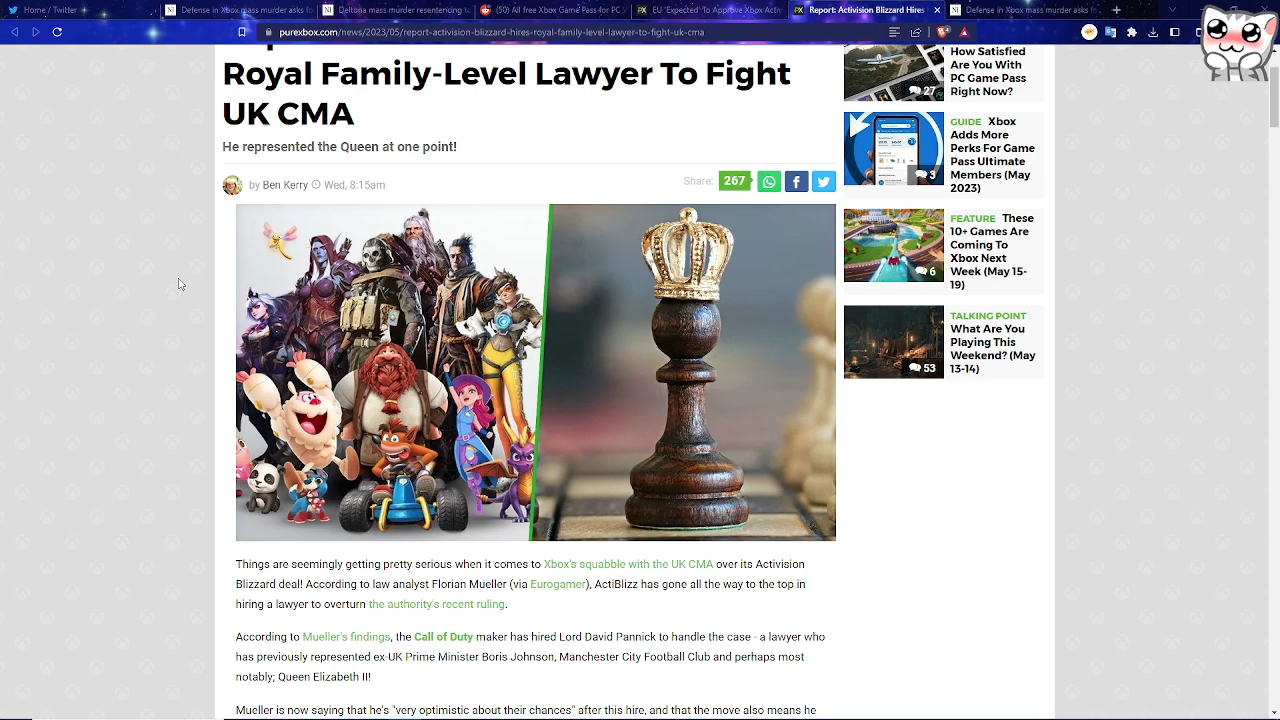 Home / Twitter
Defense in Xbox mass murder asks fo
Deltona mass murder resentencing tc
(50) All free Xbox Game Pass for PC V
EU 'Expected' To Approve Xbox Activi
Report: Activision Blizzard Hires
Defense in Xbox mass murder asks fr
purexbox.com/news/2023/05/report-activision-blizzard-hires-royal-family-level-lawyer-to-fight-uk-cma
Royal Family-Level Lawyer To Fight
UK CMA
He represented the Queen at one point!
by Ben Kerry Wed, 8:15am
Share: 267
Things are seemingly getting pretty serious when it comes to Xbox's squabble with the UK CMA over its Activision
Blizzard deal! According to law analyst Florian Mueller (via Eurogamer), ActiBlizz has gone all the way to the top in
hiring a lawyer to overturn the authority's recent ruling.
According to Mueller's findings, the Call of Duty maker has hired Lord David Pannick to handle the case - a lawyer who
has previously represented ex-UK Prime Minister Boris Johnson, Manchester City Football Club and perhaps most
notably; Queen Elizabeth II!
Mueller is now saying that he's "very optimistic about their chances" after this hire, and that the move also means he
How Satisfied
Are You With
PC Game Pass
Right Now?
27
GUIDE Xbox
Adds More
Perks For Game
Pass Ultimate
Members (May
2023)
3
FEATURE These
10+ Games Are
Coming To
Xbox Next
Week (May 15-
19)
6
TALKING POINT
What Are You
Playing This
Weekend? (May
13-14)
53